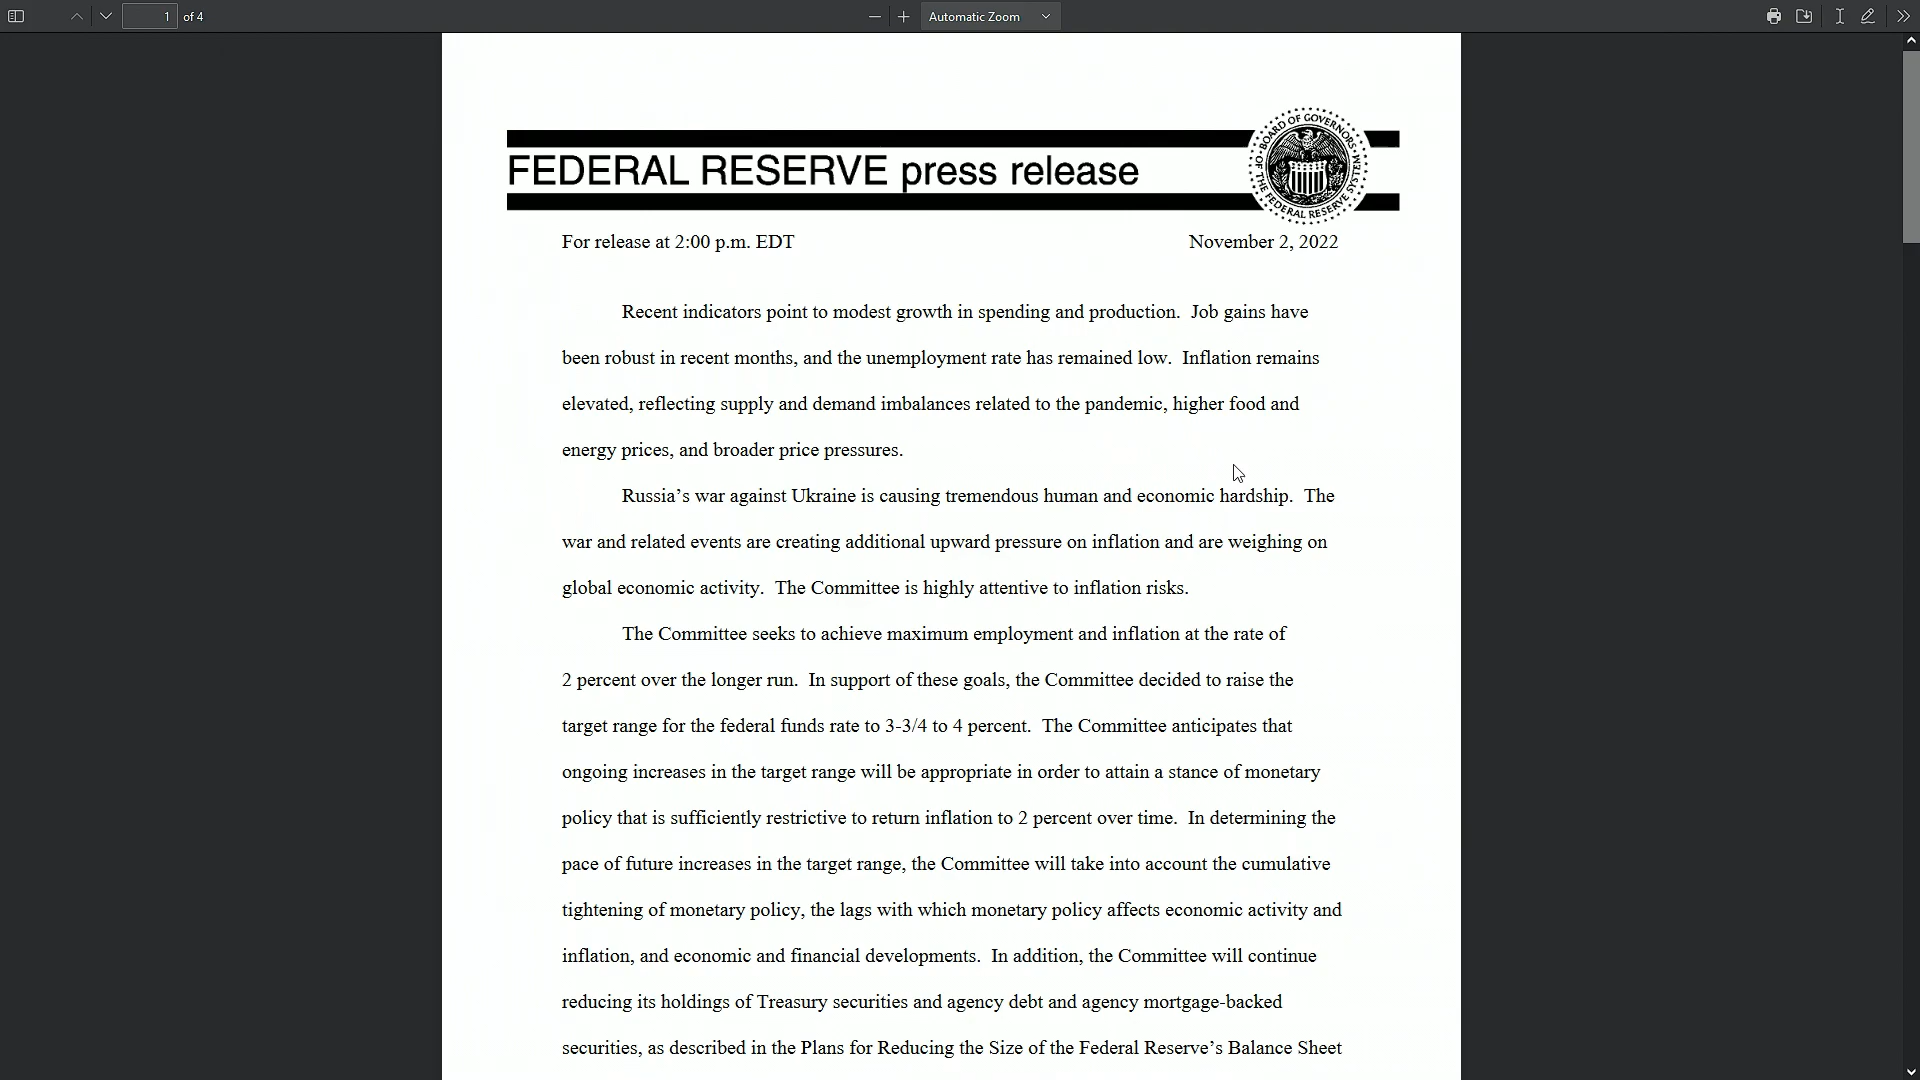 1 of 4 Automatic Zoom
FEDERAL RESERVE press release
BOARD OF GOVERNORS OF THE FEDERAL RESERVE SYSTEM
For release at 2:00 p.m. EDT November 2, 2022
Recent indicators point to modest growth in spending and production.  Job gains have
been robust in recent months, and the unemployment rate has remained low.  Inflation remains
elevated, reflecting supply and demand imbalances related to the pandemic, higher food and
energy prices, and broader price pressures.
Russia’s war against Ukraine is causing tremendous human and economic hardship.  The
war and related events are creating additional upward pressure on inflation and are weighing on
global economic activity.  The Committee is highly attentive to inflation risks.
The Committee seeks to achieve maximum employment and inflation at the rate of
2 percent over the longer run.  In support of these goals, the Committee decided to raise the
target range for the federal funds rate to 3-3/4 to 4 percent.  The Committee anticipates that
ongoing increases in the target range will be appropriate in order to attain a stance of monetary
policy that is sufficiently restrictive to return inflation to 2 percent over time.  In determining the
pace of future increases in the target range, the Committee will take into account the cumulative
tightening of monetary policy, the lags with which monetary policy affects economic activity and
inflation, and economic and financial developments.  In addition, the Committee will continue
reducing its holdings of Treasury securities and agency debt and agency mortgage-backed
securities, as described in the Plans for Reducing the Size of the Federal Reserve’s Balance Sheet